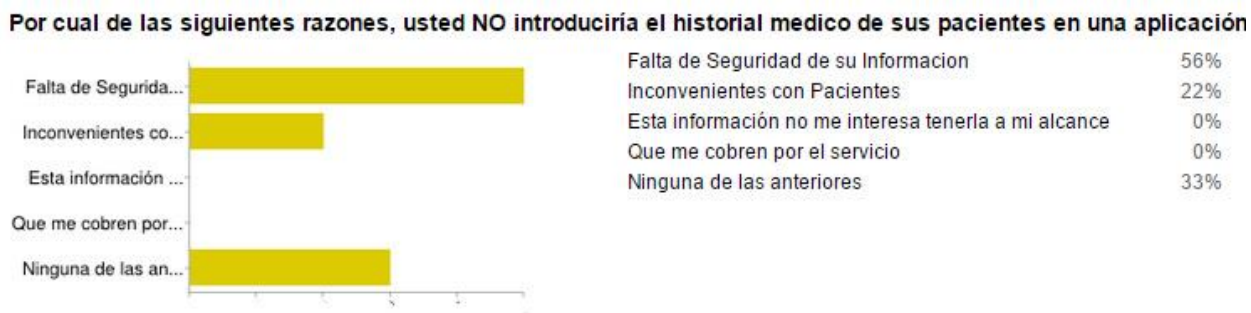 Por cual de las siguientes razones, usted NO introduciría el historial medico de sus pacientes en una aplicación
Falta de Segurida...
Inconvenientes co...
Esta información ...
Que me cobren por...
Ninguna de las an...
Falta de Seguridad de su Informacion 56%
Inconvenientes con Pacientes 22%
Esta información no me interesa tenerla a mi alcance 0%
Que me cobren por el servicio 0%
Ninguna de las anteriores 33%